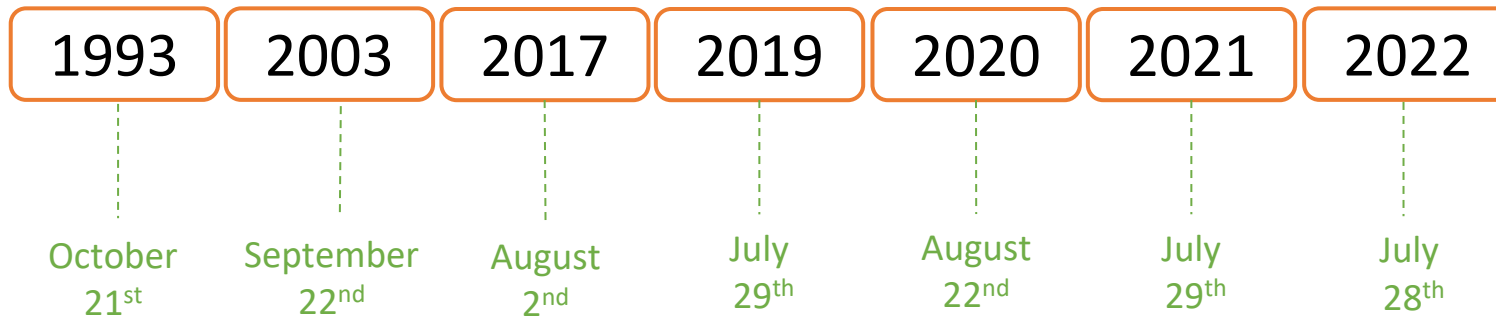 1993 2003 2017 2019 2020 2021 2022
October September August July August July July
21st 22nd 2nd 29th 22nd 29th 28th